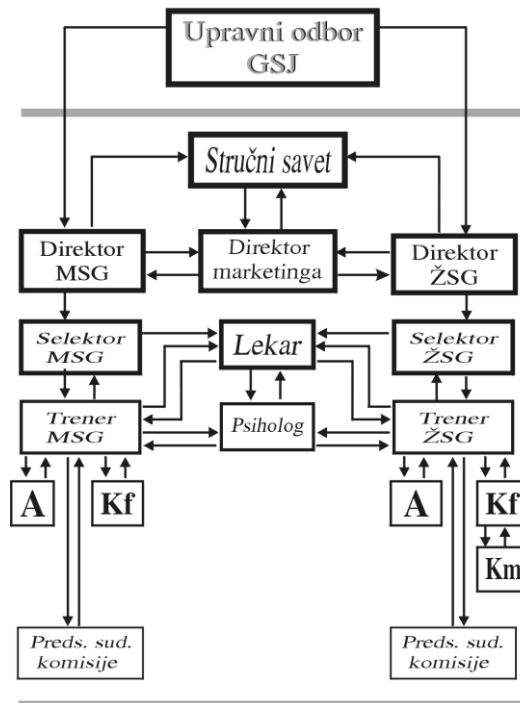 Upravni odbor
GSJ
Stručni savet
Direktor
MSG
Direktor
marketinga
Direktor
ŽSG
Selektor
MSG
Lekar
Selektor
ŽSG
Trener
MSG
Psiholog
Trener
ŽSG
A
Kf
A
Kf
Km
Preds. sud.
komisije
Preds. sud.
komisije